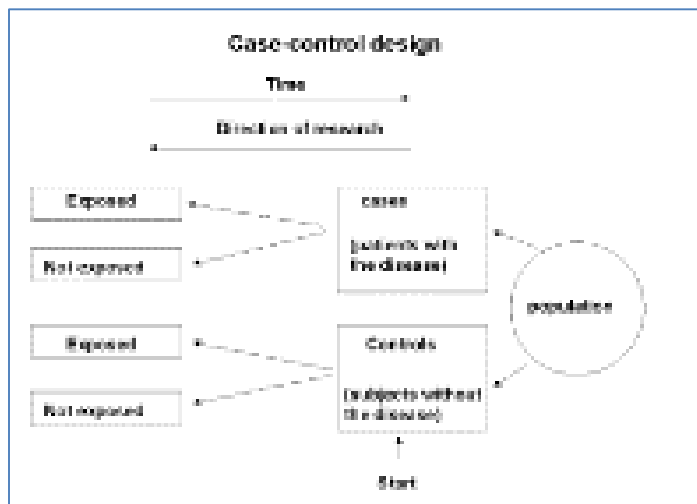 Case-control design
Time
Direction of research
Exposed
Not exposed
Exposed
Not exposed
cases
(patients with
the disease)
Controls
(subjects without
the disease)
population
Start